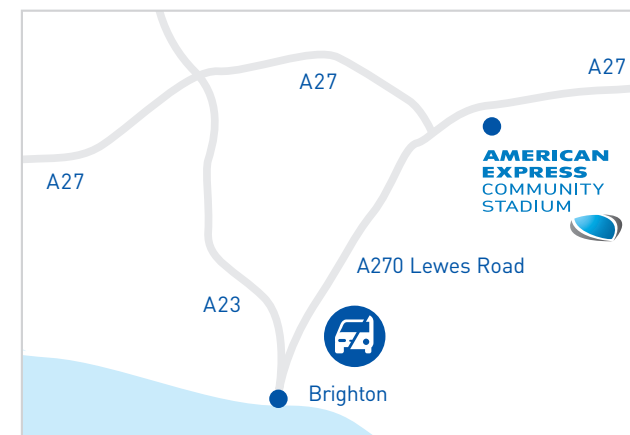 A27
A27
A27
AMERICAN
EXPRESS
COMMUNITY
STADIUM
A270 Lewes Road
A23
Brighton